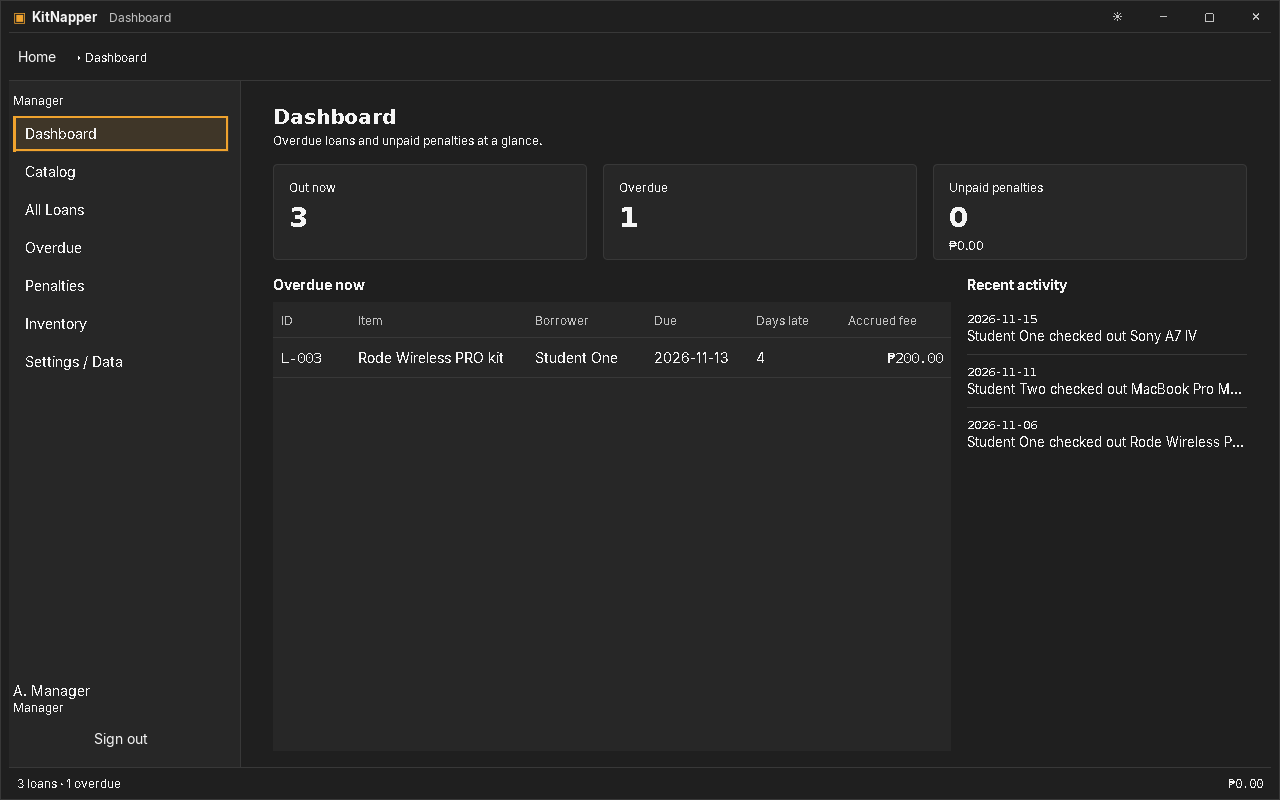 KitNapper Dashboard
Home Dashboard
Manager
Dashboard
Catalog
All Loans
Overdue
Penalties
Inventory
Settings / Data
A. Manager
Manager
Sign out
Dashboard
Overdue loans and unpaid penalties at a glance.
Out now
3
Overdue
1
Unpaid penalties
0
₱0.00
Overdue now
ID Item Borrower Due Days late Accrued fee
L-003 Rode Wireless PRO kit Student One 2026-11-13 4 ₱200.00
Recent activity
2026-11-15
Student One checked out Sony A7 IV
2026-11-11
Student Two checked out MacBook Pro M...
2026-11-06
Student One checked out Rode Wireless P...
3 loans · 1 overdue
₱0.00